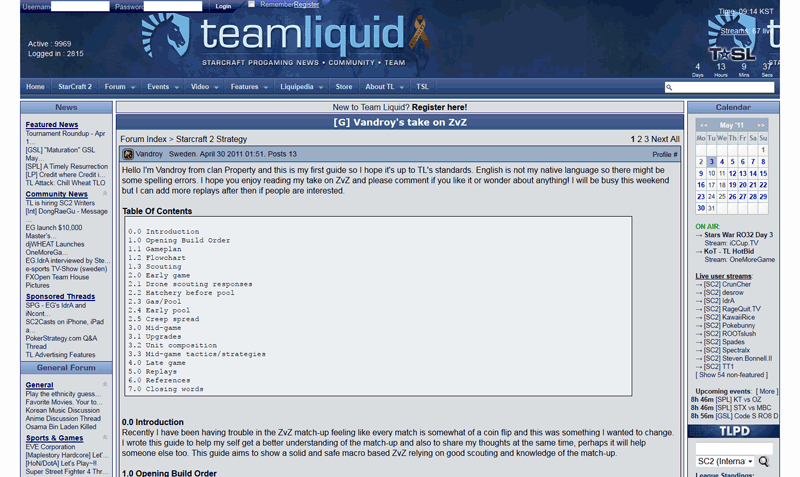 Username
Password
Login
Remember
Register
Time: 09:14 KST
Active : 9969
Logged in : 2815
teamliquid
STARCRAFT PROGAMING NEWS • COMMUNITY • TEAM
Streams: 67 live
TSL
4 13 9 37
Days Hours Mins Secs
Home StarCraft 2 Forum Events Video Features Liquipedia Store About TL TSL
News
Featured News
Tournament Roundup - Apr
1...
[GSL] "Maturation" GSL
May...
[SPL] A Timely Resurrection
[LP] Credit where Credit i...
TL Attack: Chill Wheat TLO
Community News
TL is hiring SC2 Writers
[Int] DongRaeGu - Message
...
EG launch $10,000
Master's...
djWHEAT Launches
OneMoreGa...
EG.IdrA interviewed by Ste...
e-sports TV-Show (sweden)
FXOpen Team House
Pictures
Sponsored Threads
SPG - EG's IdrA and
iNcont...
SC2Casts on iPhone, iPad
a...
PokerStrategy.com Q&A
Thread
TL Advertising Features
General Forum
General
Play the ethnicity guess...
Favorite Movies. Your to...
Korean Music Discussion
Anime Discussion Thread
Osama Bin Laden Killed
Sports & Games
EVE Corporation
[Maplestory Hardcore] Let'...
[HoN/DotA] Let's Play~!!
Super Street Fighter 4 Thr...
New to Team Liquid? Register here!
[G] Vandroy's take on ZvZ
Forum Index > Starcraft 2 Strategy
1 2 3 Next All
Vandroy Sweden. April 30 2011 01:51. Posts 13
Profile #
Hello I'm Vandroy from clan Property and this is my first guide so I hope it's up to TL's standards. English is not my native language so there might be
some spelling errors. I hope you enjoy reading my take on ZvZ and please comment if you like it or wonder about anything! I will be busy this weekend
but I can add more replays after then if people are interested.
Table Of Contents
0.0 Introduction
1.0 Opening Build Order
1.1 Gameplan
1.2 Flowchart
1.3 Scouting
2.0 Early game
2.1 Drone scouting responses
2.2 Hatchery before pool
2.3 Gas/Pool
2.4 Early pool
2.5 Creep spread
3.0 Mid-game
3.1 Upgrades
3.2 Unit composition
3.3 Mid-game tactics/strategies
4.0 Late game
5.0 Replays
6.0 References
7.0 Closing words
0.0 Introduction
Recently I have been having trouble in the ZvZ match-up feeling like every match is somewhat of a coin flip and this was something I wanted to change.
I wrote this guide to help my self get a better understanding of the match-up and also to share my thoughts at the same time, perhaps it will help
someone else too. This guide aims to show a solid and safe macro based ZvZ relying on good scouting and knowledge of the match-up.
1.0 Opening Build Order
Calendar
<< May '11 >>
Mo Tu We Th Fr Sa Su
1
2 3 4 5 6 7 8
9 10 11 12 13 14 15
16 17 18 19 20 21 22
23 24 25 26 27 28 29
30 31
ON AIR:
→ Stars War RO32 Day 3
Stream: iCCup.TV
→ KoT - TL HotBid
Stream: OneMoreGame
Live user streams:
→ [SC2] CrunCher
→ [SC2] desrow
→ [SC2] IdrA
→ [SC2] RageQuit.TV
→ [SC2] KawaiiRice
→ [SC2] Pokebunny
→ [SC2] ROOTslush
→ [SC2] Spades
→ [SC2] Spectralx
→ [SC2] Steven.Bonnell.II
→ [SC2] TT1
[ Show 54 non-featured ]
Upcoming events: [ More ]
8h 46m [SPL] KT vs OZ
8h 46m [SPL] STX vs MBC
8h 56m [GSL] Code S RO8 D
TLPD
SC2 (Interna
League Standings: